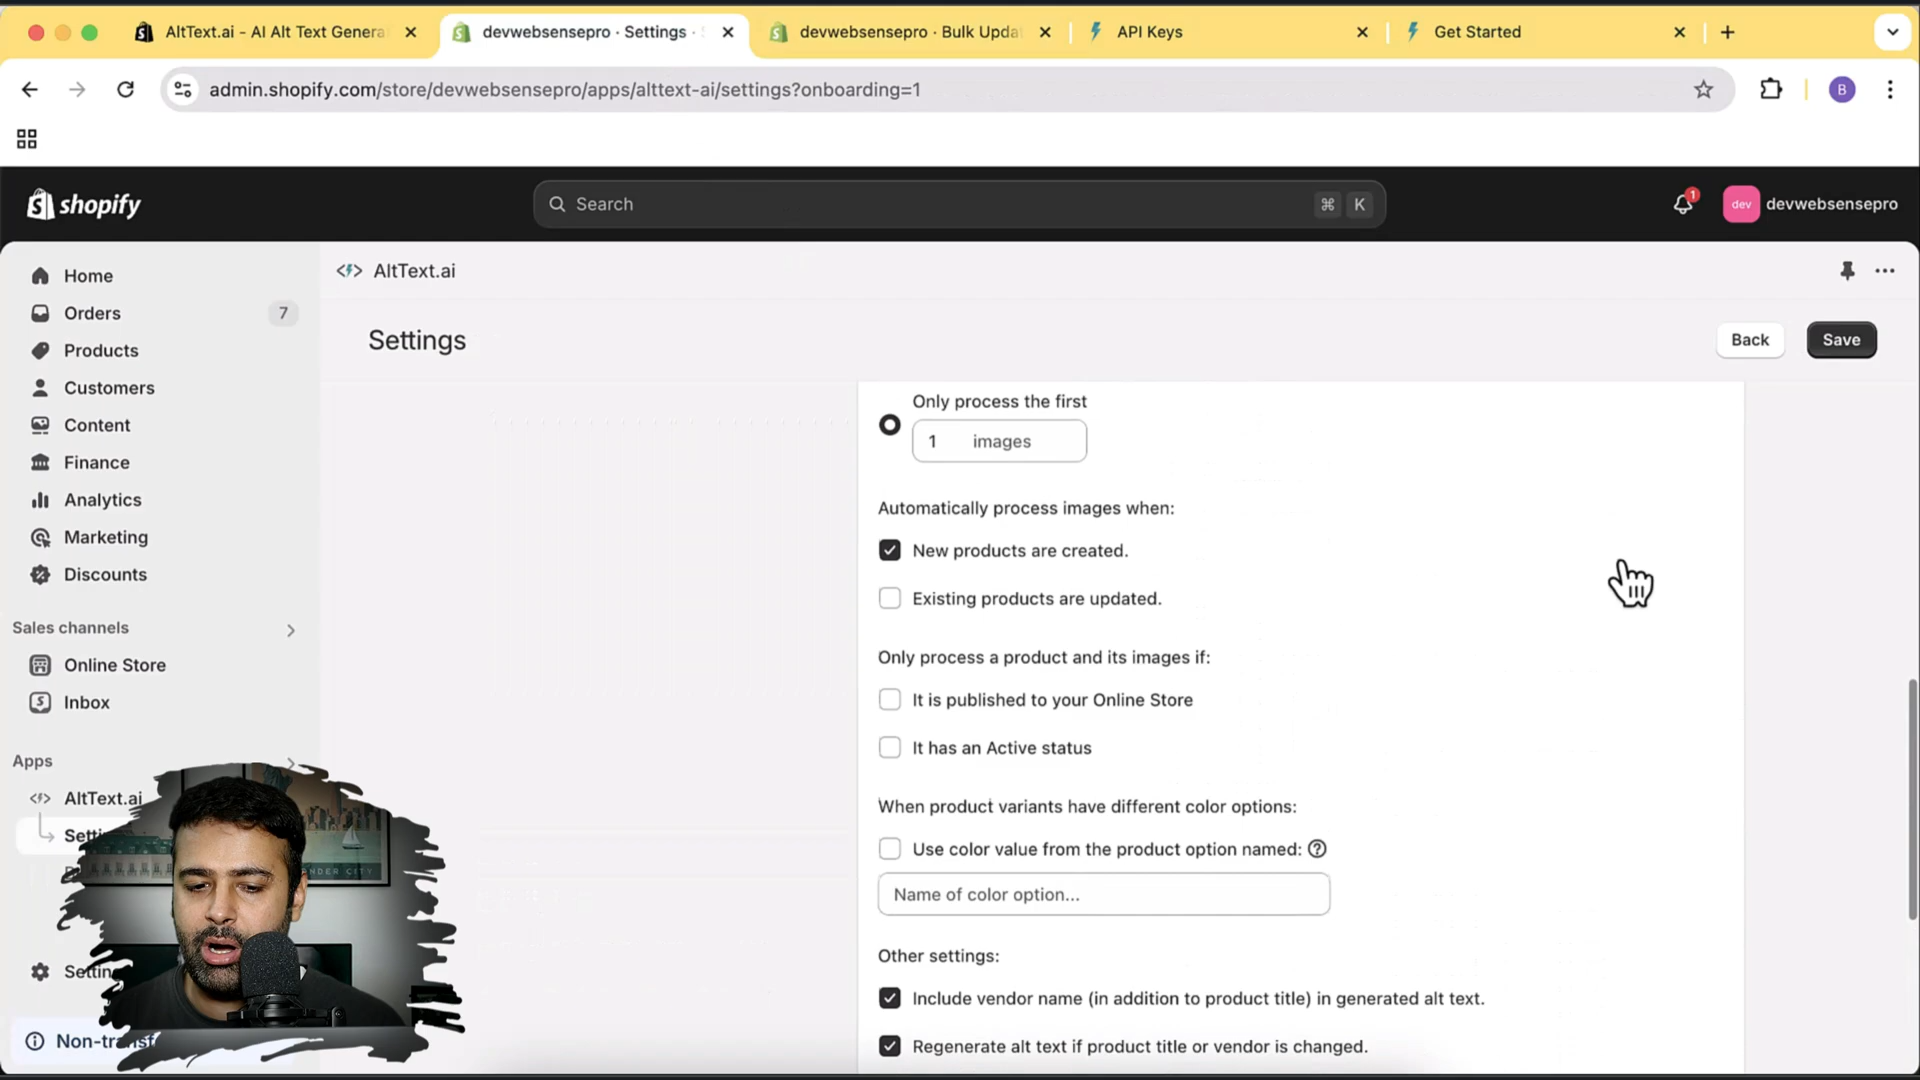 AltText.ai - AI Alt Text Genera
devwebsensepro · Settings ·
devwebsensepro · Bulk Upda
API Keys
Get Started
admin.shopify.com/store/devwebsensepro/apps/alttext-ai/settings?onboarding=1
B
shopify
Search
⌘ K
1
dev
devwebsensepro
Home
Orders 7
Products
Customers
Content
Finance
Analytics
Marketing
Discounts
Sales channels
Online Store
Inbox
Apps
AltText.ai
Setti
Settin
Non-transfe
AltText.ai
Settings
Back
Save
Only process the first
1 images
Automatically process images when:
New products are created.
Existing products are updated.
Only process a product and its images if:
It is published to your Online Store
It has an Active status
When product variants have different color options:
Use color value from the product option named:
Name of color option...
Other settings:
Include vendor name (in addition to product title) in generated alt text.
Regenerate alt text if product title or vendor is changed.